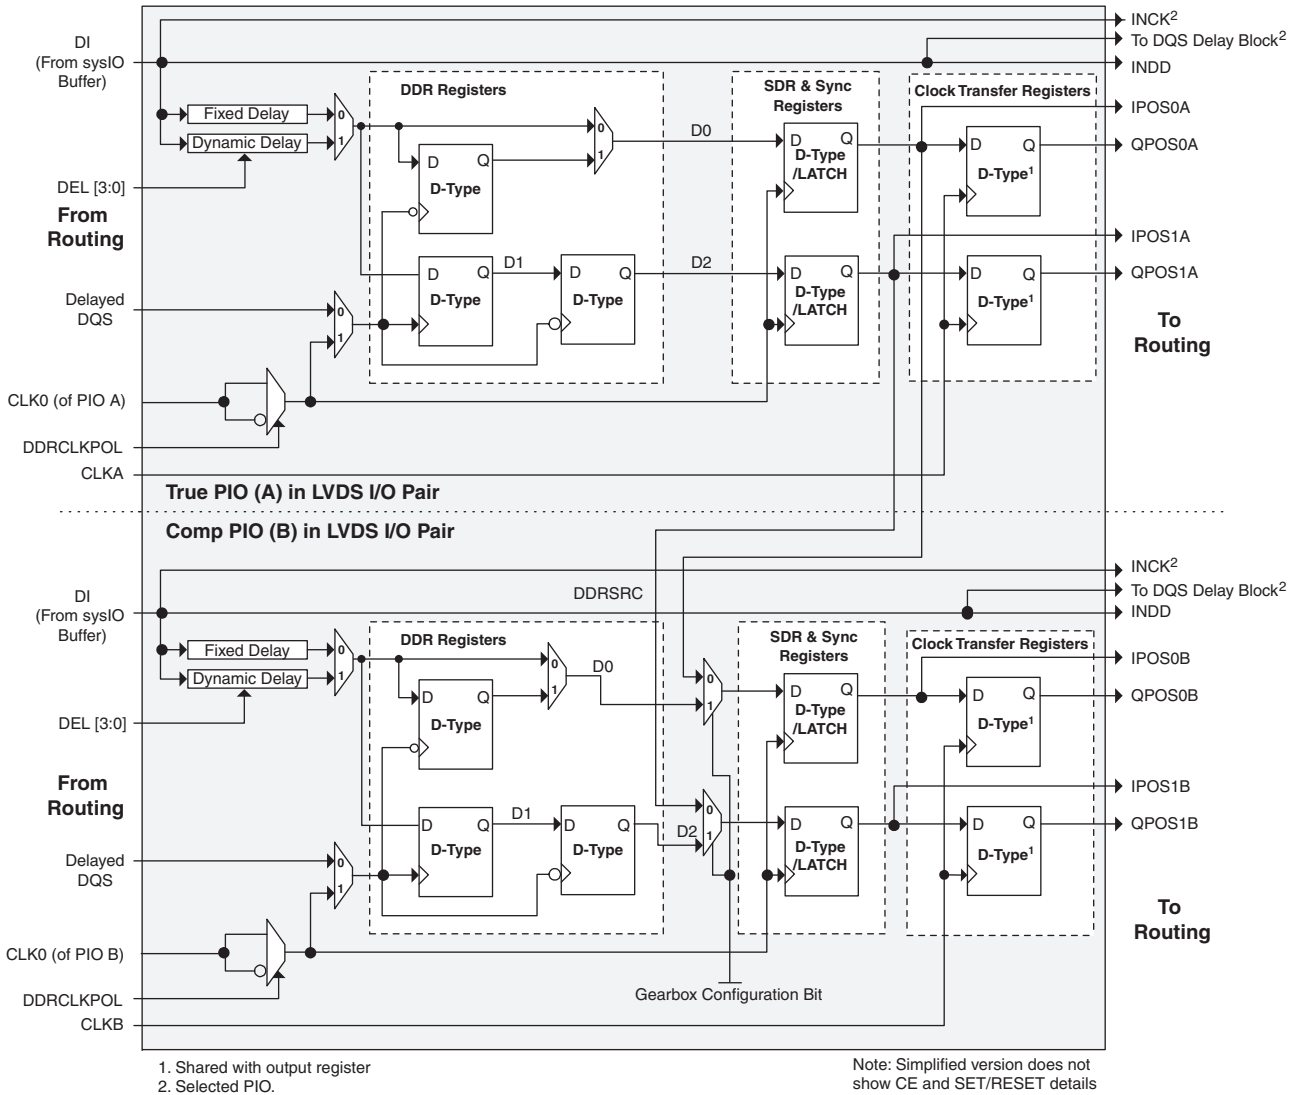 INCK2
DI
(From sysIO
Buffer)
To DQS Delay Block2
INDD
DDR Registers
SDR & Sync
Registers
Clock Transfer Registers
Fixed Delay
0
0
IPOS0A
D0
Dynamic Delay
1
1
D Q
D-Type
D Q
D-Type
/LATCH
D Q
D-Type1
QPOS0A
DEL [3:0]
From
Routing
IPOS1A
D Q
D-Type
D1
D Q
D-Type
D2
D Q
D-Type
/LATCH
D Q
D-Type1
QPOS1A
Delayed
DQS
0
1
To
Routing
CLK0 (of PIO A)
DDRCLKPOL
CLKA
True PIO (A) in LVDS I/O Pair
Comp PIO (B) in LVDS I/O Pair
INCK2
DI
(From sysIO
Buffer)
DDRSRC
To DQS Delay Block2
INDD
DDR Registers
SDR & Sync
Registers
Clock Transfer Registers
Fixed Delay
0
0
D0
0
IPOS0B
Dynamic Delay
1
1
1
D Q
D-Type
D Q
D-Type
/LATCH
D Q
D-Type1
QPOS0B
DEL [3:0]
From
Routing
IPOS1B
D Q
D-Type
D1
D Q
D-Type
D2
0
1
D Q
D-Type
/LATCH
D Q
D-Type1
QPOS1B
Delayed
DQS
0
1
To
Routing
CLK0 (of PIO B)
DDRCLKPOL
Gearbox Configuration Bit
CLKB
1. Shared with output register
2. Selected PIO.
Note: Simplified version does not
show CE and SET/RESET details